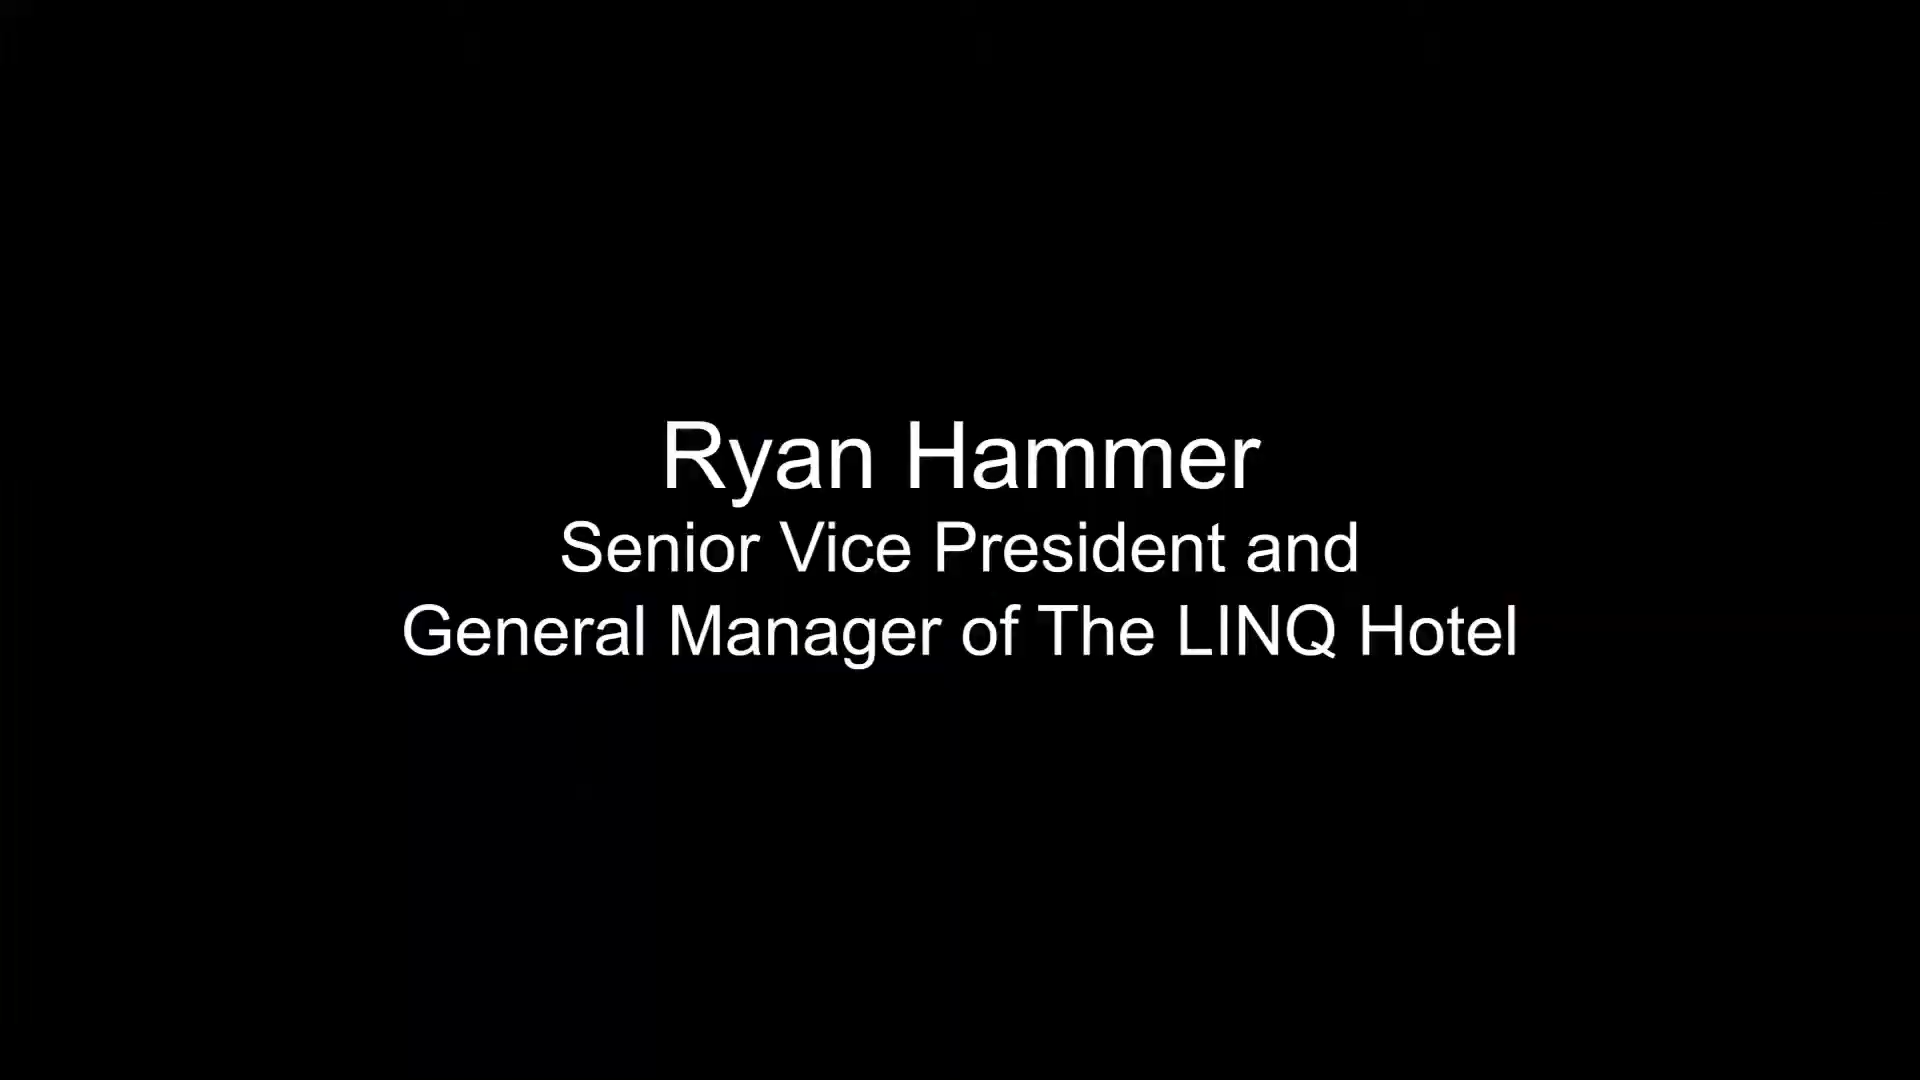 Ryan Hammer
Senior Vice President and
General Manager of The LINQ Hotel